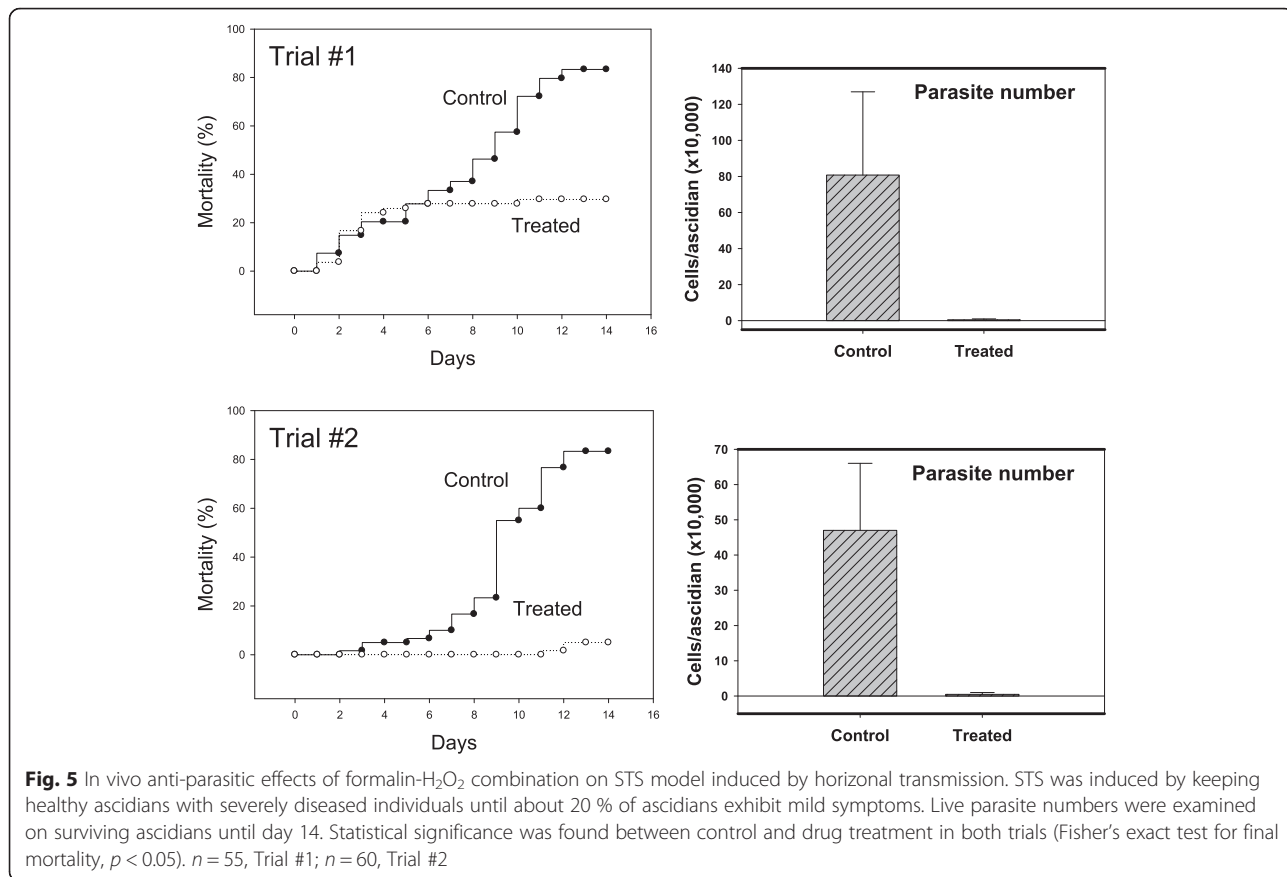 Trial #1
100
80
60
40
20
0
Mortality (%)
Control
Treated
0 2 4 6 8 10 12 14 16
Days
Parasite number
140
120
100
80
60
40
20
0
Cells/ascidian (x10,000)
Control Treated
Trial #2
100
80
60
40
20
0
Mortality (%)
Control
Treated
0 2 4 6 8 10 12 14 16
Days
Parasite number
70
60
50
40
30
20
10
0
Cells/ascidian (x10,000)
Control Treated
Fig. 5 In vivo anti-parasitic effects of formalin-H₂O₂ combination on STS model induced by horizonal transmission. STS was induced by keeping
healthy ascidians with severely diseased individuals until about 20 % of ascidians exhibit mild symptoms. Live parasite numbers were examined
on surviving ascidians until day 14. Statistical significance was found between control and drug treatment in both trials (Fisher's exact test for final
mortality, p < 0.05). n = 55, Trial #1; n = 60, Trial #2